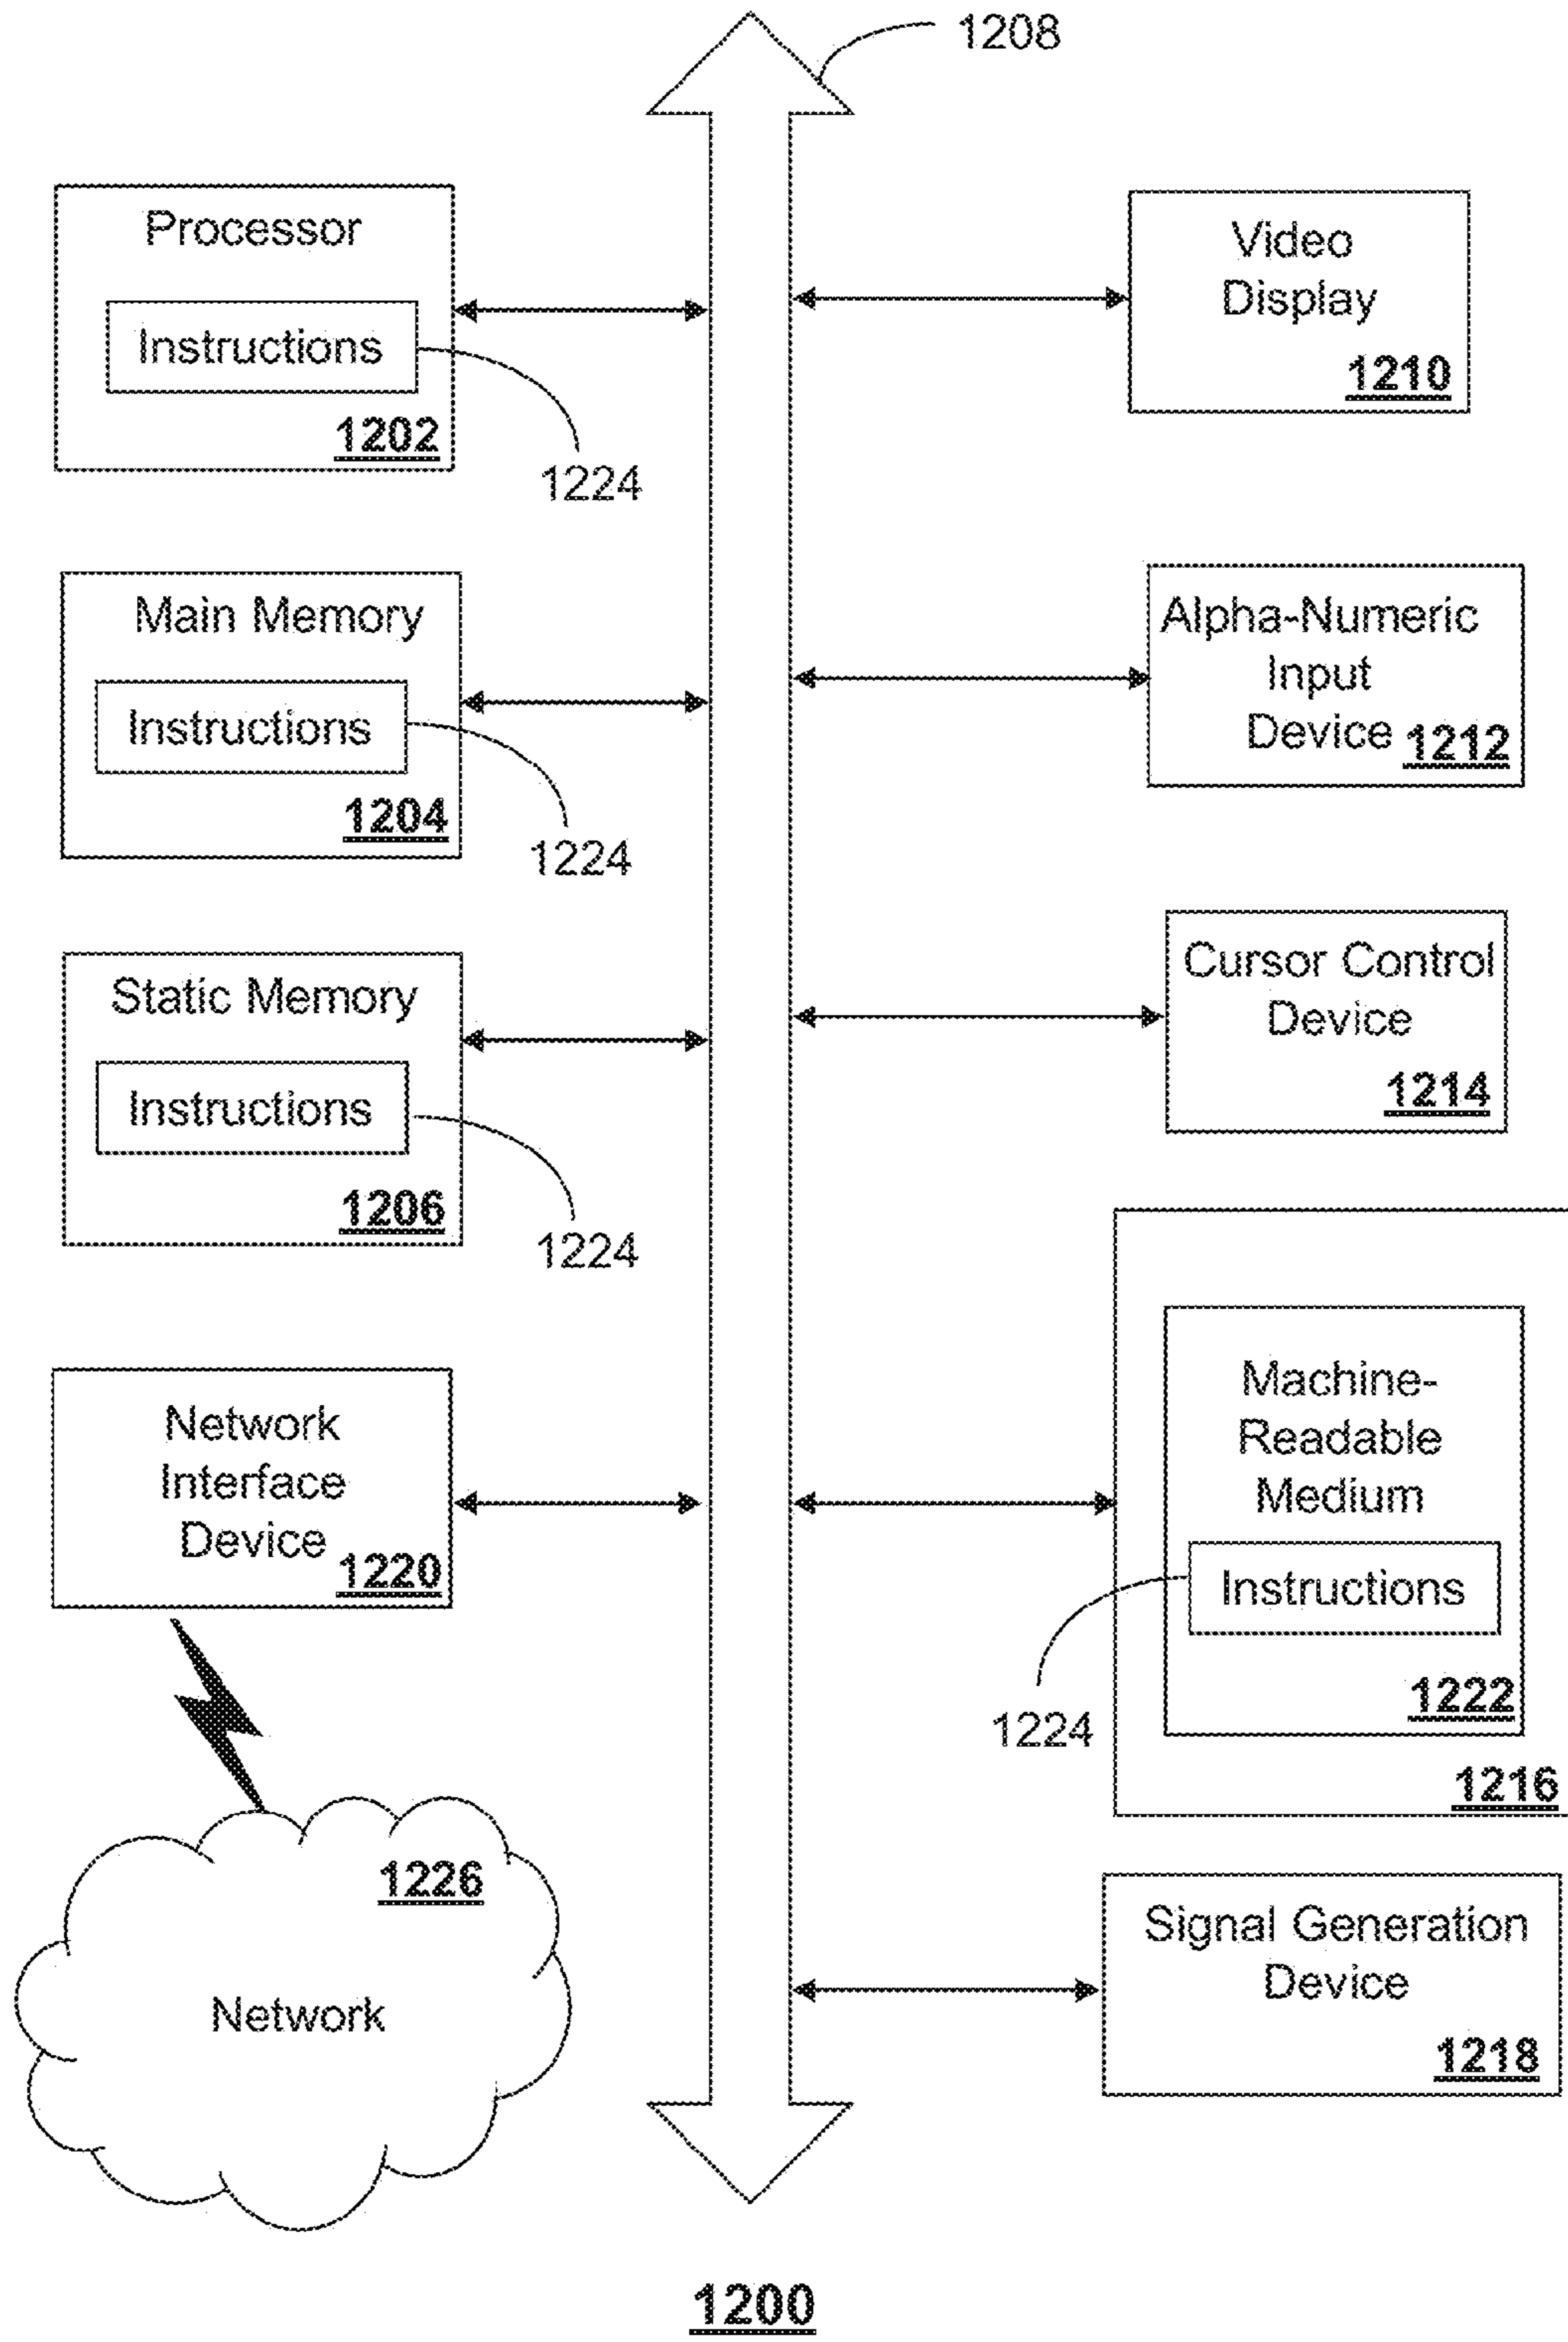 1208
Processor
Instructions
1202
1224
Main Memory
Instructions
1204
1224
Static Memory
Instructions
1206
1224
Network
Interface
Device
1220
1226
Network
Video
Display
1210
Alpha-Numeric
Input
Device
1212
Cursor Control
Device
1214
Machine-
Readable
Medium
Instructions
1224
1222
1216
Signal Generation
Device
1218
1200